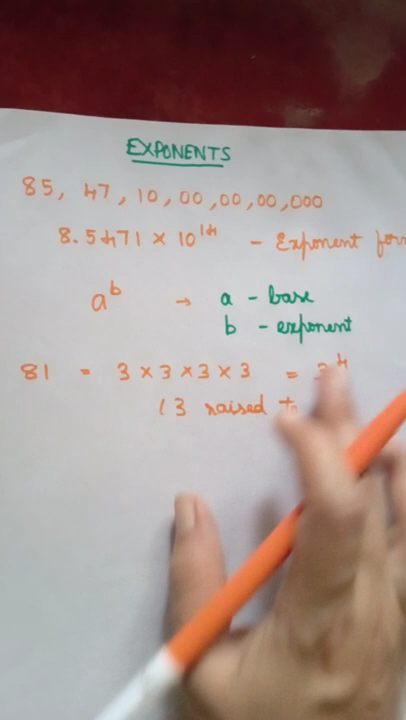 EXPONENTS
85, 47, 10, 00, 00, 00, 000
8.5471 × 10¹⁴ - Exponent
aᵇ → a - base
b - exponent
81 = 3 × 3 × 3 × 3 = 3⁴
( 3 raised to